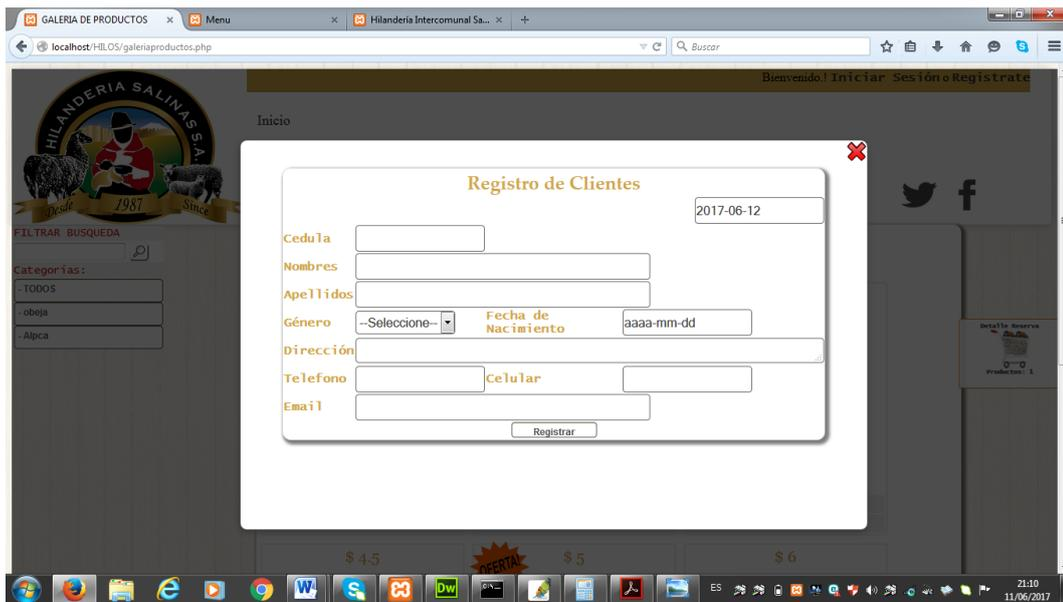 GALERIA DE PRODUCTOS
Menu
Hilandería Intercomunal Sa...
localhost/HILOS/galeriaproductos.php
Buscar
HILANDERIA SALINAS S.A.
Desde 1987 Since
Bienvenido.! Iniciar Sesión o Registrate
Inicio
FILTRAR BUSQUEDA
Categorias:
- TODOS
- obeja
- Alpca
Registro de Clientes
2017-06-12
Cedula
Nombres
Apellidos
Género --Seleccione-- Fecha de Nacimiento aaaa-mm-dd
Dirección
Telefono Celular
Email
Registrar
Detalle Reserva
Productos: 1
$ 4.5
OFERTA!
$ 5
$ 6
ES
21:10
11/06/2017